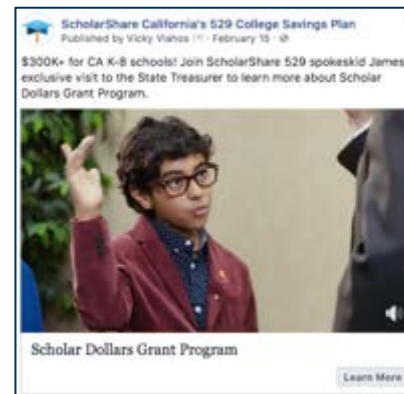 ScholarShare California's 529 College Savings Plan
Published by Vicky Vlahos · February 15 ·
$300K+ for CA K-8 schools! Join ScholarShare 529 spokeskid James
exclusive visit to the State Treasurer to learn more about Scholar
Dollars Grant Program.
Scholar Dollars Grant Program
Learn More